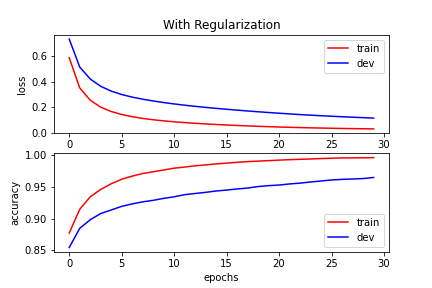 With Regularization
loss
0.6
0.4
0.2
0.0
train
dev
0 5 10 15 20 25 30
accuracy
1.00
0.95
0.90
0.85
train
dev
0 5 10 15 20 25 30
epochs